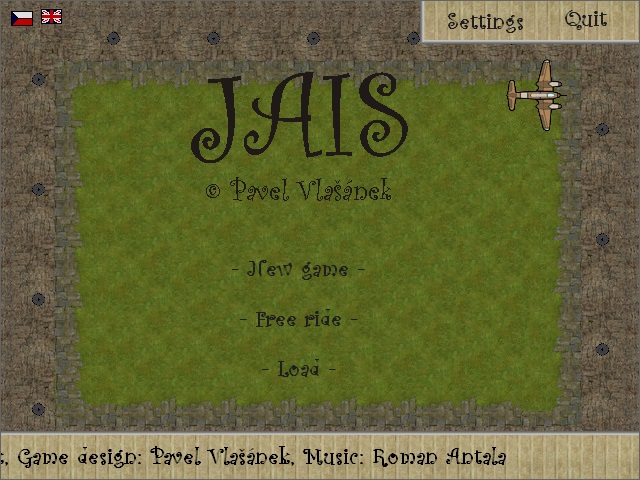 Settings Quit
JAIS
© Pavel Vlašánek
- New game -
- Free ride -
- Load -
, Game design: Pavel Vlašánek, Music: Roman Antala